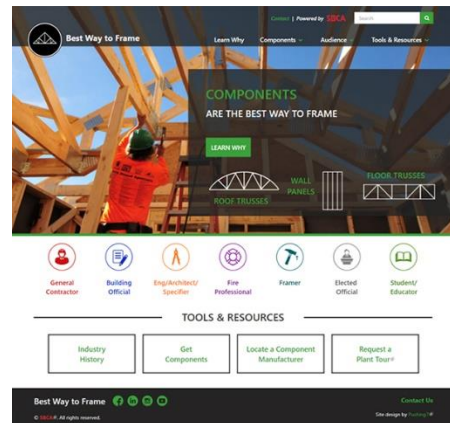 Contact | Powered by SBCA Search
Best Way to Frame
Learn Why Components Audience Tools & Resources
COMPONENTS
ARE THE BEST WAY TO FRAME
LEARN WHY
ROOF TRUSSES
WALL
PANELS
FLOOR TRUSSES
General
Contractor
Building
Official
Eng/Architect/
Specifier
Fire
Professional
Framer
Elected
Official
Student/
Educator
TOOLS & RESOURCES
Industry
History
Get
Components
Locate a Component
Manufacturer
Request a
Plant Tour
Best Way to Frame
Contact Us
© SBCA. All rights reserved.
Site design by